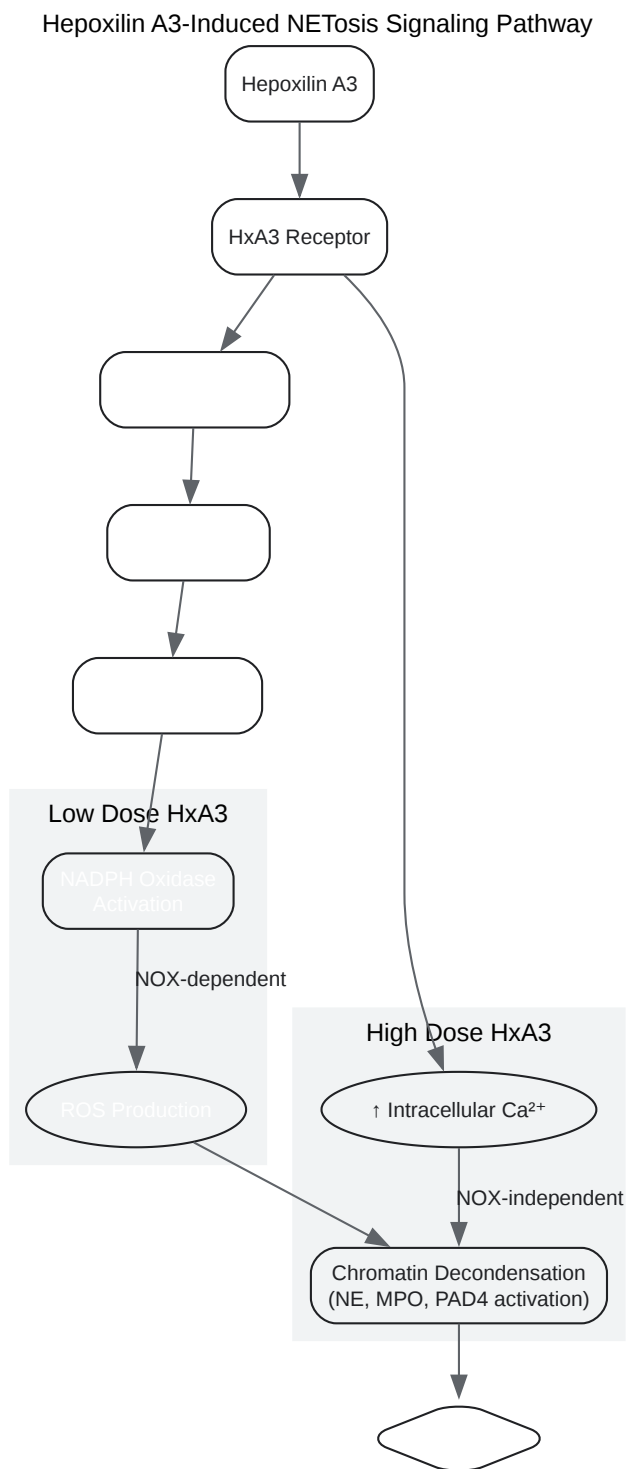 Hepoxilin A3-Induced NETosis Signaling Pathway
Hepoxilin A3
HxA3 Receptor
Low Dose HxA3
NADPH Oxidase
Activation
NOX-dependent
High Dose HxA3
ROS Production
↑ Intracellular Ca²⁺
NOX-independent
Chromatin Decondensation
(NE, MPO, PAD4 activation)